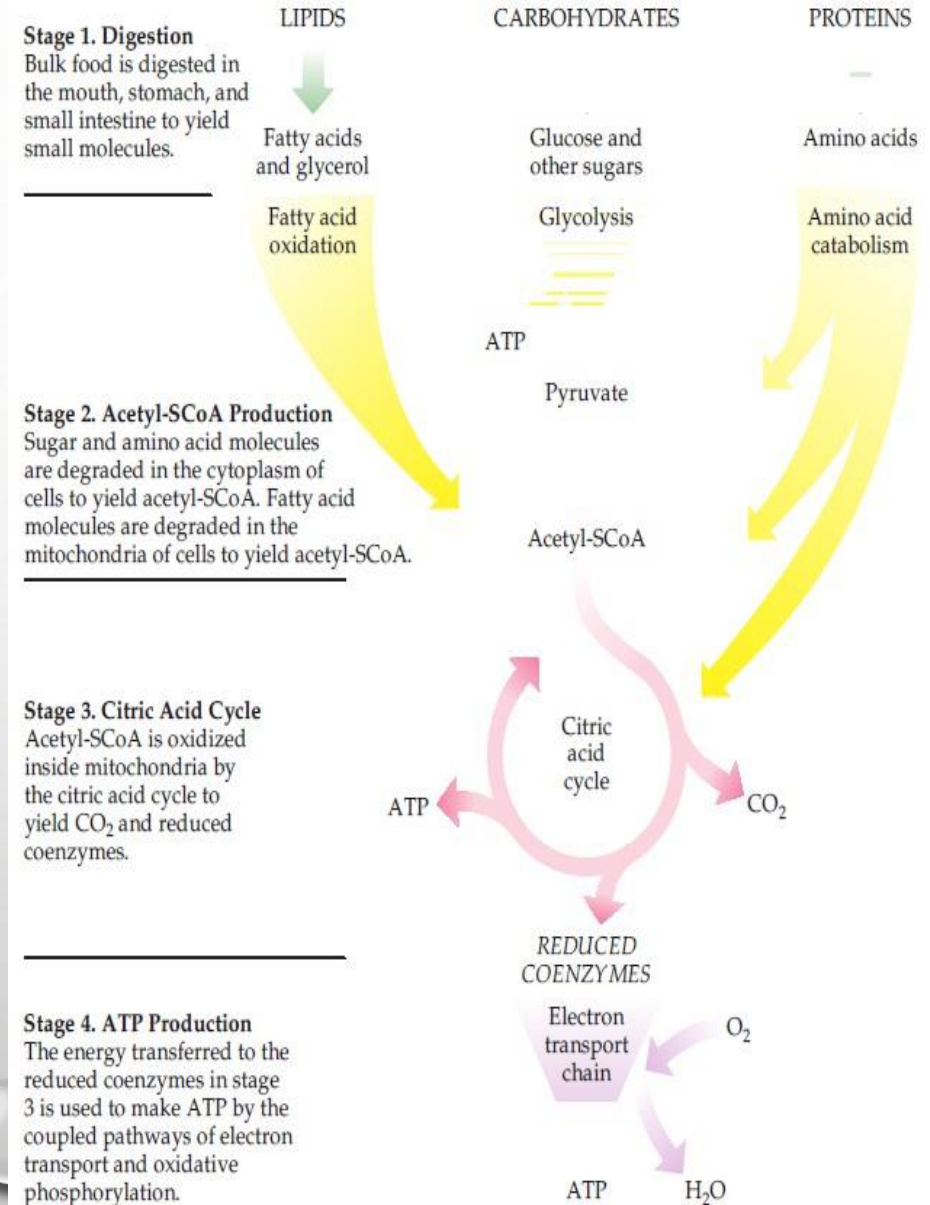 LIPIDS
CARBOHYDRATES
PROTEINS
Stage 1. Digestion
Bulk food is digested in
the mouth, stomach, and
small intestine to yield
small molecules.
Fatty acids
and glycerol
Glucose and
other sugars
Amino acids
Fatty acid
oxidation
Glycolysis
Amino acid
catabolism
ATP
Pyruvate
Stage 2. Acetyl-SCoA Production
Sugar and amino acid molecules
are degraded in the cytoplasm of
cells to yield acetyl-SCoA. Fatty acid
molecules are degraded in the
mitochondria of cells to yield acetyl-SCoA.
Acetyl-SCoA
Stage 3. Citric Acid Cycle
Acetyl-SCoA is oxidized
inside mitochondria by
the citric acid cycle to
yield CO₂ and reduced
coenzymes.
Citric
acid
cycle
ATP
CO₂
REDUCED
COENZYMES
Stage 4. ATP Production
The energy transferred to the
reduced coenzymes in stage
3 is used to make ATP by the
coupled pathways of electron
transport and oxidative
phosphorylation.
Electron
transport
chain
O₂
ATP
H₂O